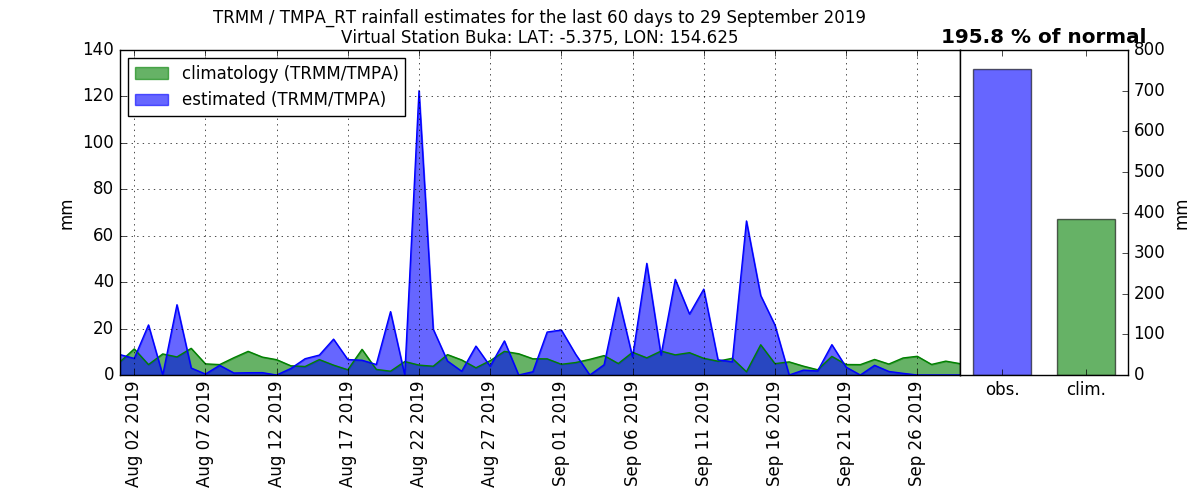 TRMM / TMPA_RT rainfall estimates for the last 60 days to 29 September 2019
Virtual Station Buka: LAT: -5.375, LON: 154.625
195.8 % of normal
climatology (TRMM/TMPA)
estimated (TRMM/TMPA)
140
120
100
80
60
40
20
0
mm
Aug 02 2019
Aug 07 2019
Aug 12 2019
Aug 17 2019
Aug 22 2019
Aug 27 2019
Sep 01 2019
Sep 06 2019
Sep 11 2019
Sep 16 2019
Sep 21 2019
Sep 26 2019
obs.
clim.
800
700
600
500
400
300
200
100
0
mm